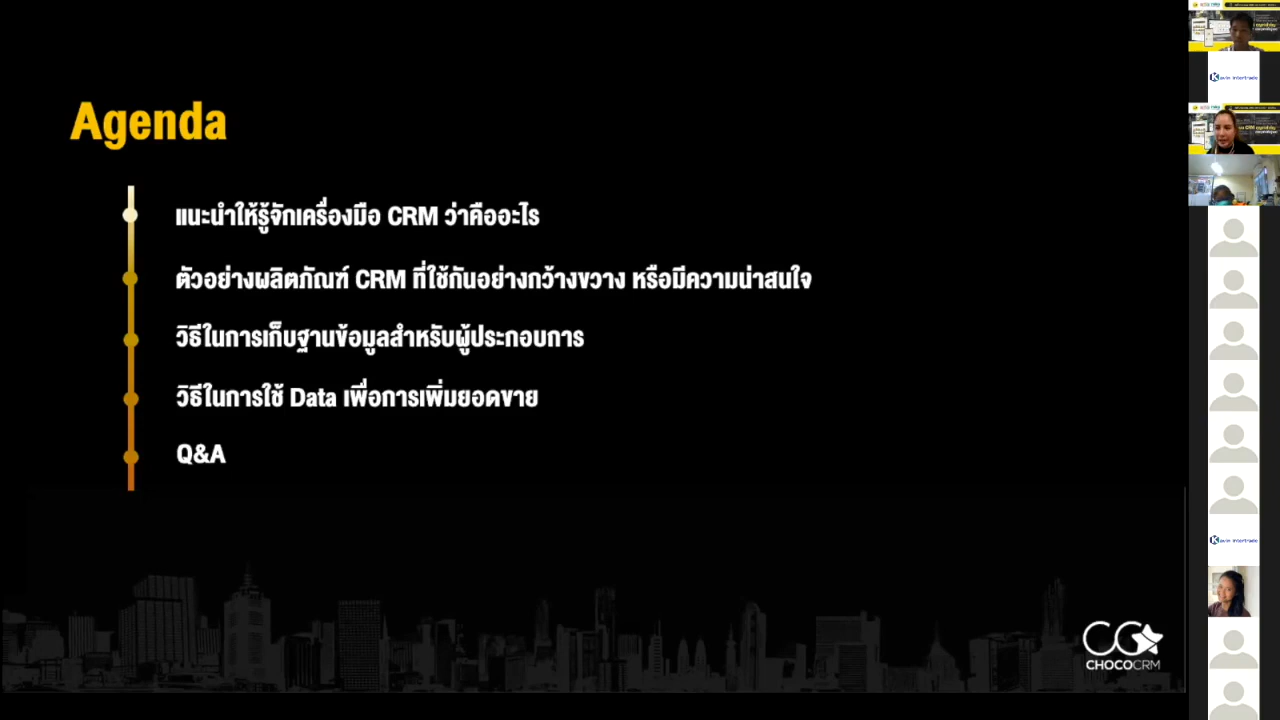 Agenda
แนะนำให้รู้จักเครื่องมือ CRM ว่าคืออะไร
ตัวอย่างผลิตภัณฑ์ CRM ที่ใช้กันอย่างกว้างขวาง หรือมีความน่าสนใจ
วิธีในการเก็บฐานข้อมูลสำหรับผู้ประกอบการ
วิธีในการใช้ Data เพื่อการเพิ่มยอดขาย
Q&A
CHOCOCRM
Kavin Intertrade
Kavin Intertrade